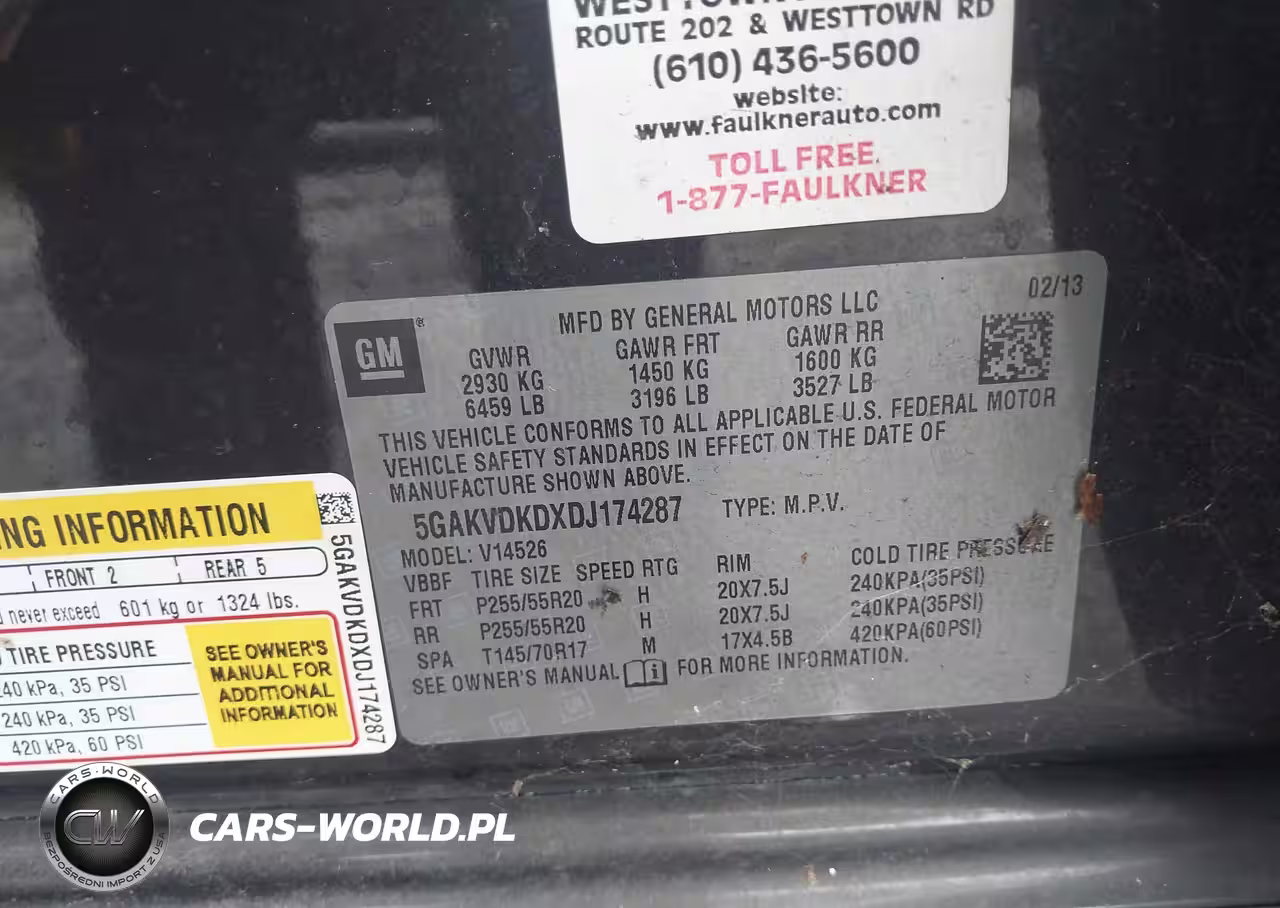 ROUTE 202 & WESTTOWN RD
(610) 436-5600
website:
www.faulknerauto.com
TOLL FREE.
1-877-FAULKNER
02/13
GM®
MFD BY GENERAL MOTORS LLC
GVWR GAWR FRT GAWR RR
2930 KG 1450 KG 1600 KG
6459 LB 3196 LB 3527 LB
THIS VEHICLE CONFORMS TO ALL APPLICABLE U.S. FEDERAL MOTOR
VEHICLE SAFETY STANDARDS IN EFFECT ON THE DATE OF
MANUFACTURE SHOWN ABOVE.
5GAKVDKDXDJ174287 TYPE: M.P.V.
MODEL: V14526
VBBF TIRE SIZE SPEED RTG RIM COLD TIRE PRESSURE
FRT P255/55R20 H 20X7.5J 240KPA(35PSI)
RR P255/55R20 H 20X7.5J 240KPA(35PSI)
SPA T145/70R17 M 17X4.5B 420KPA(60PSI)
SEE OWNER'S MANUAL FOR MORE INFORMATION.
NG INFORMATION
FRONT 2 REAR 5
never exceed 601 kg or 1324 lbs.
TIRE PRESSURE
240 kPa, 35 PSI
240 kPa, 35 PSI
420 kPa, 60 PSI
SEE OWNER'S
MANUAL FOR
ADDITIONAL
INFORMATION
5GAKVDKDXDJ174287
CARS-WORLD
CW
BEZPOŚREDNI IMPORT Z USA
CARS-WORLD.PL